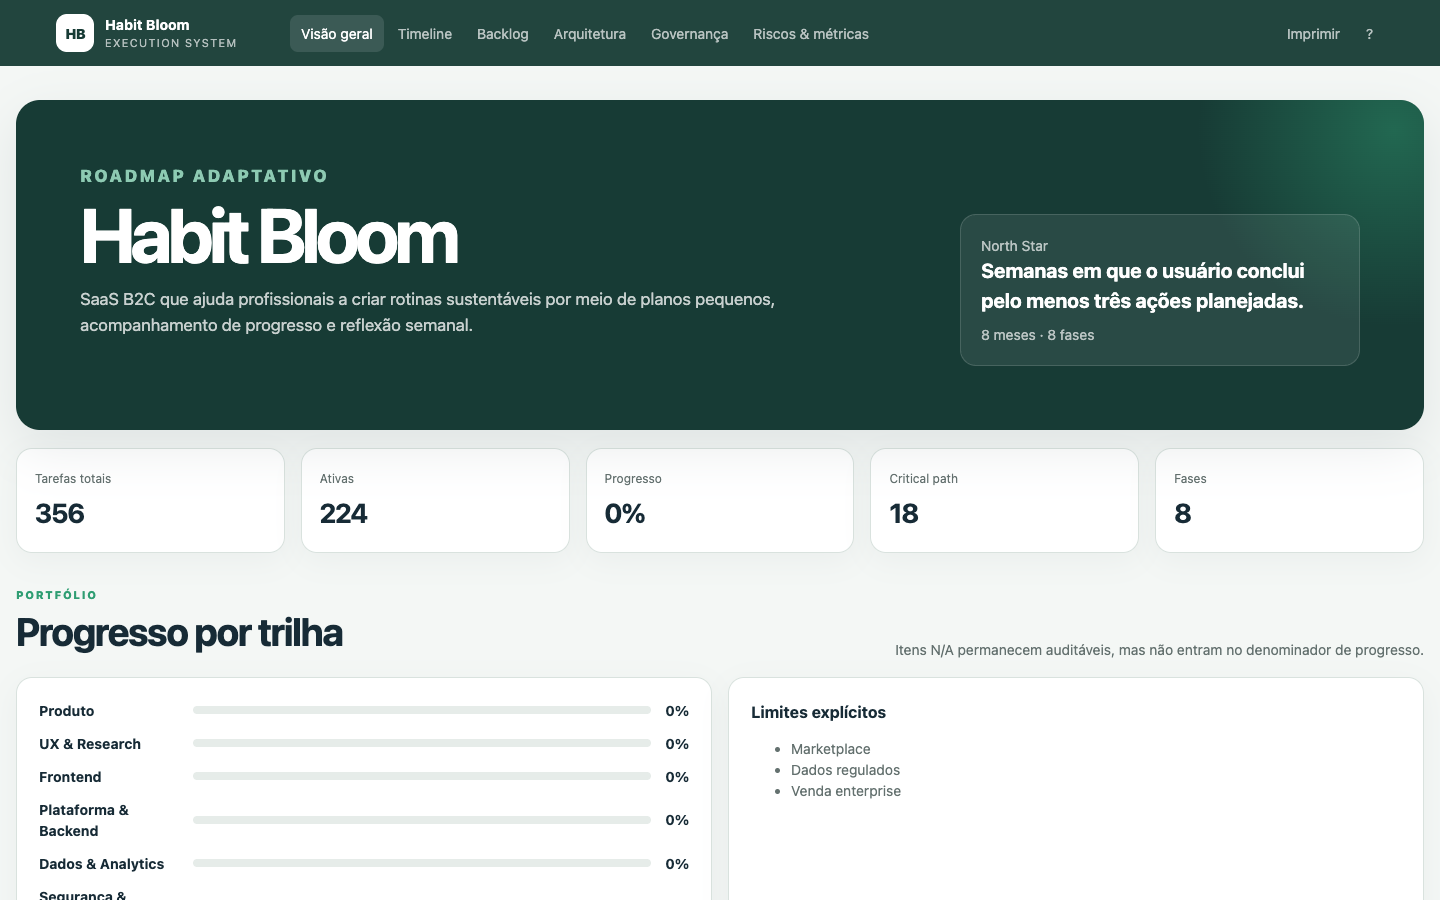 HB
Habit Bloom
EXECUTION SYSTEM
Visão geral
Timeline
Backlog
Arquitetura
Governança
Riscos & métricas
Imprimir
?
ROADMAP ADAPTATIVO
Habit Bloom
SaaS B2C que ajuda profissionais a criar rotinas sustentáveis por meio de planos pequenos,
acompanhamento de progresso e reflexão semanal.
North Star
Semanas em que o usuário conclui
pelo menos três ações planejadas.
8 meses · 8 fases
Tarefas totais
356
Ativas
224
Progresso
0%
Critical path
18
Fases
8
PORTFÓLIO
Progresso por trilha
Itens N/A permanecem auditáveis, mas não entram no denominador de progresso.
Produto
0%
UX & Research
0%
Frontend
0%
Plataforma &
Backend
0%
Dados & Analytics
0%
Segurança &
Limites explícitos
Marketplace
Dados regulados
Venda enterprise